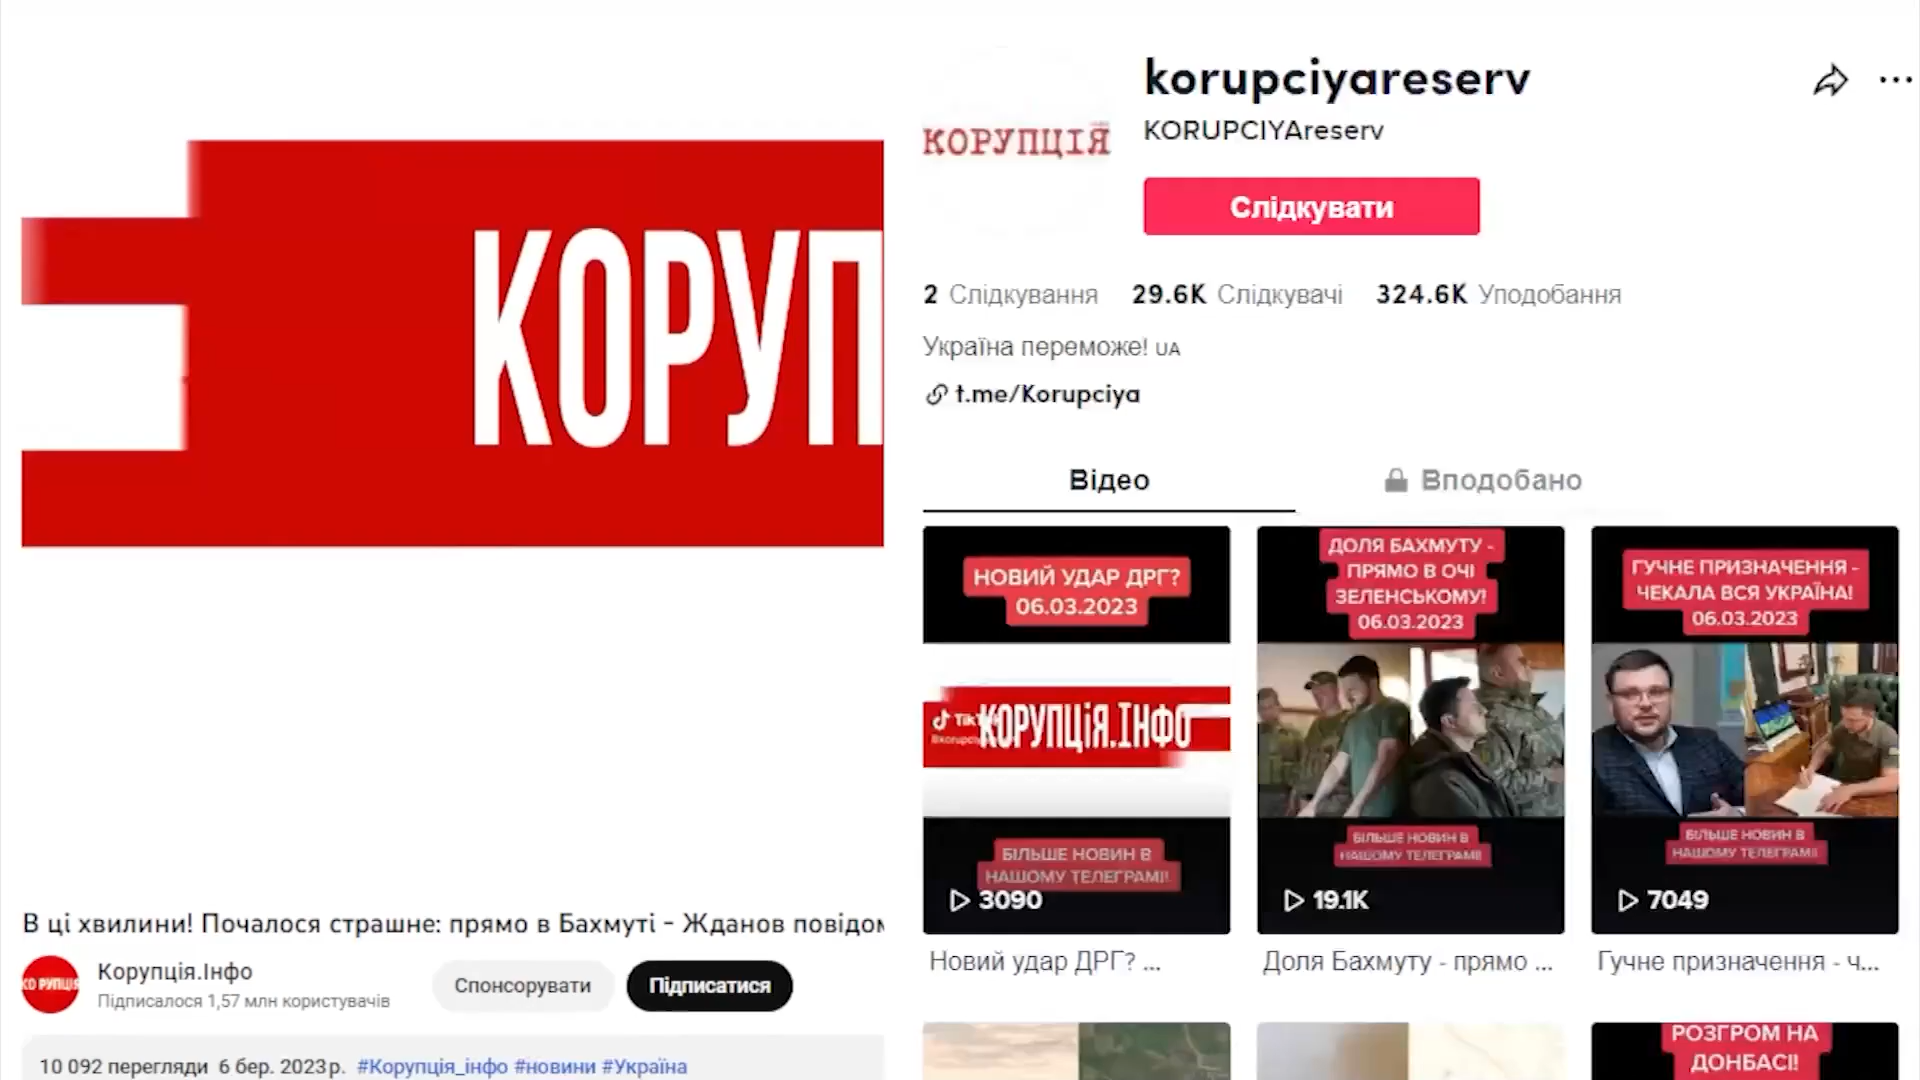 КОРУП
В ці хвилини! Почалося страшне: прямо в Бахмуті - Жданов повідом
КО РУПЦІЯ
Корупція.Інфо
Підписалося 1,57 млн користувачів
Спонсорувати
Підписатися
10 092 перегляди 6 бер. 2023 р. #Корупція_інфо #новини #Україна
КОРУПЦІЯ
korupciyareserv
KORUPCIYAreserv
Слідкувати
2 Слідкування 29.6K Слідкувачі 324.6K Уподобання
Україна переможе! UA
t.me/Korupciya
Відео
Вподобано
НОВИЙ УДАР ДРГ?
06.03.2023
КОРУПЦіЯ.ІНФО
БІЛЬШЕ НОВИН В
НАШОМУ ТЕЛЕГРАМІ!
3090
Новий удар ДРГ? ...
ДОЛЯ БАХМУТУ -
ПРЯМО В ОЧІ
ЗЕЛЕНСЬКОМУ!
06.03.2023
БІЛЬШЕ НОВИН В
НАШОМУ ТЕЛЕГРАМІ!
19.1K
Доля Бахмуту - прямо ...
ГУЧНЕ ПРИЗНАЧЕННЯ -
ЧЕКАЛА ВСЯ УКРАЇНА!
06.03.2023
БІЛЬШЕ НОВИН В
НАШОМУ ТЕЛЕГРАМІ!
7049
Гучне призначення - ч...
РОЗГРОМ НА
ДОНБАСІ!